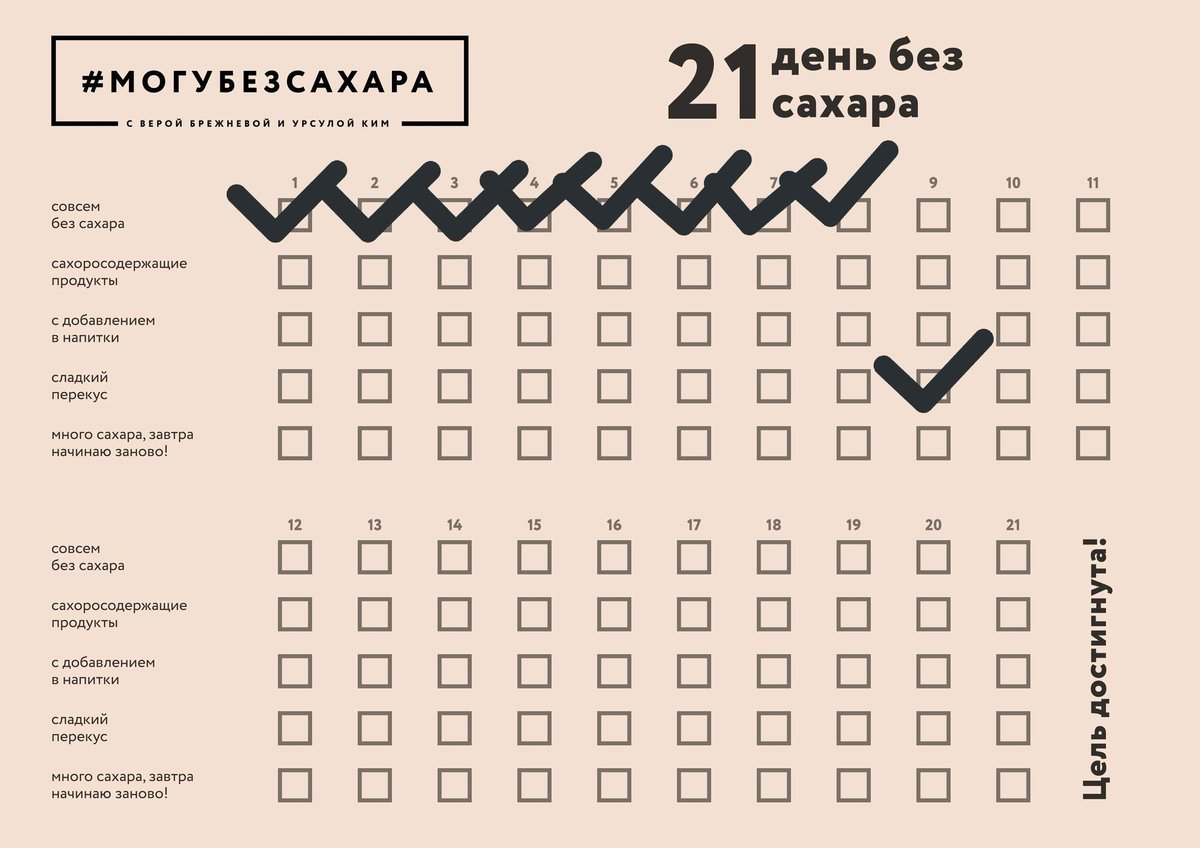 #МОГУБЕЗСАХАРА
С ВЕРОЙ БРЕЖНЕВОЙ И УРСУЛОЙ КИМ
21 день без
сахара
1 2 3 4 5 6 7 9 10 11
совсем
без сахара
сахоросодержащие
продукты
с добавлением
в напитки
сладкий
перекус
много сахара, завтра
начинаю заново!
12 13 14 15 16 17 18 19 20 21
совсем
без сахара
сахоросодержащие
продукты
с добавлением
в напитки
сладкий
перекус
много сахара, завтра
начинаю заново!
Цель достигнута!